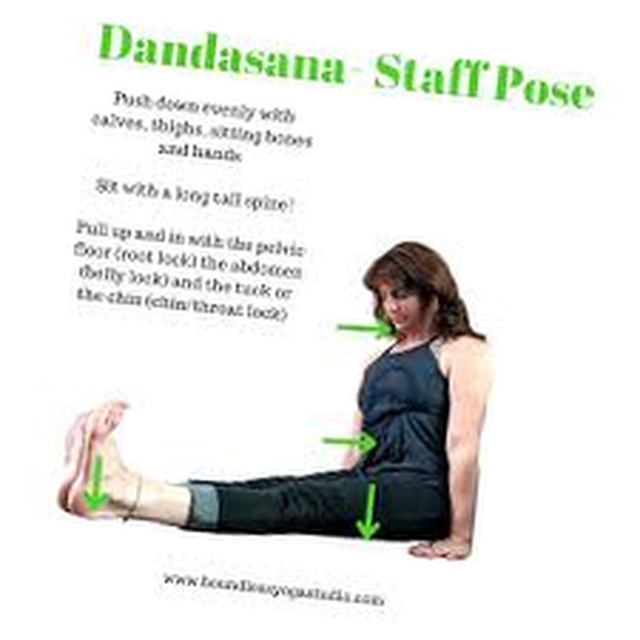 Dandasana - Staff Pose
Push down evenly with
calves, thighs, sitting bones
and hands
Sit with a long tall spine!
Pull up and in with the pelvic
floor (root lock) the abdomen
(belly lock) and the tuck or
the chin (chin/throat lock)
www.boundlessyogastudio.com